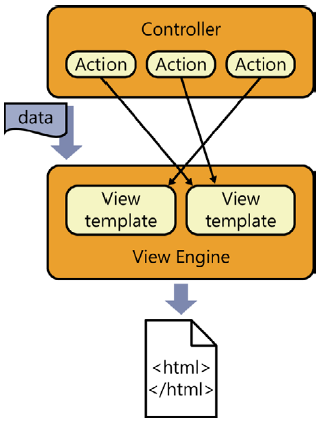 Controller
Action Action Action
data
View View
template template
View Engine
<html>
</html>